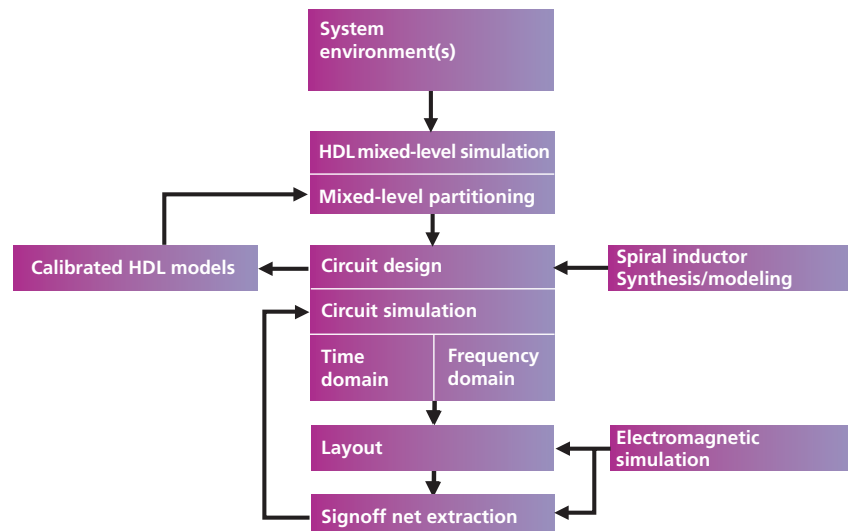 System
environment(s)
HDL mixed-level simulation
Mixed-level partitioning
Calibrated HDL models
Circuit design
Spiral inductor
Synthesis/modeling
Circuit simulation
Time
domain
Frequency
domain
Layout
Electromagnetic
simulation
Signoff net extraction